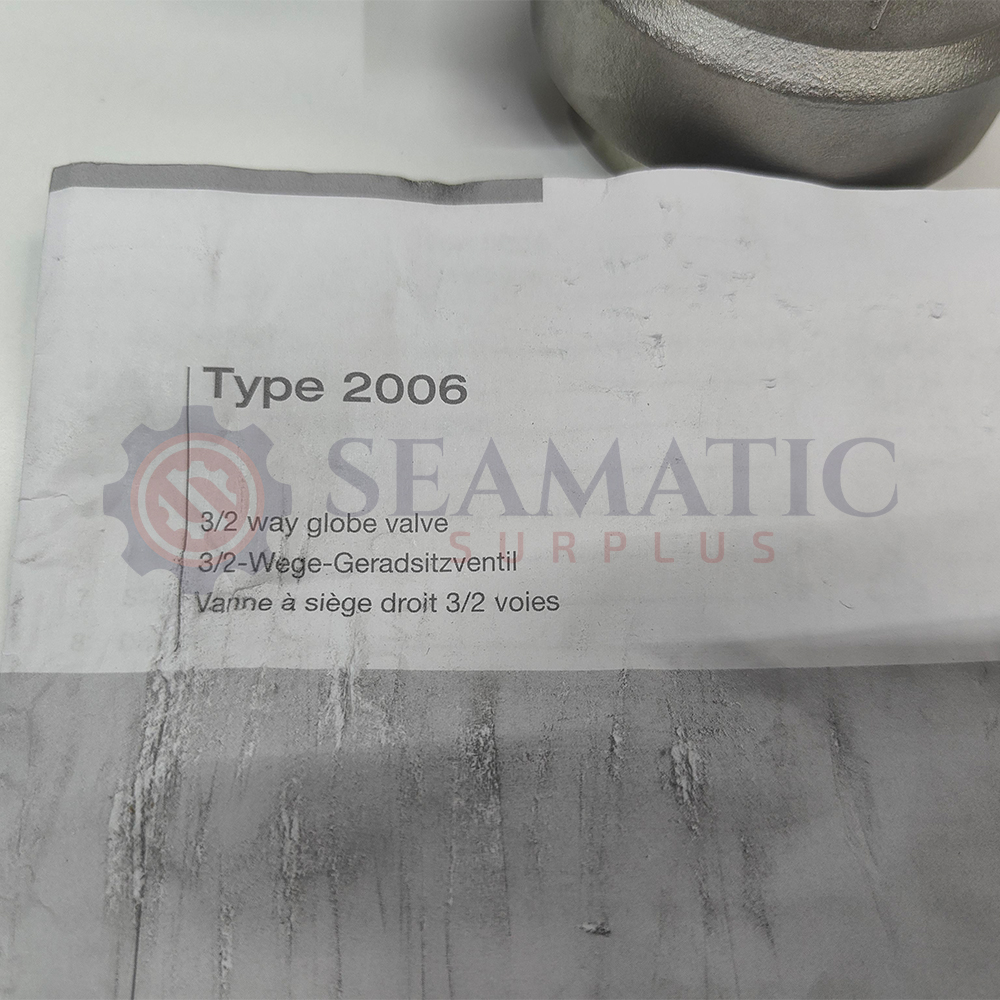 Type 2006
SEAMATIC
SURPLUS
3/2 way globe valve
3/2-Wege-Geradsitzventil
Vanne à siège droit 3/2 voies